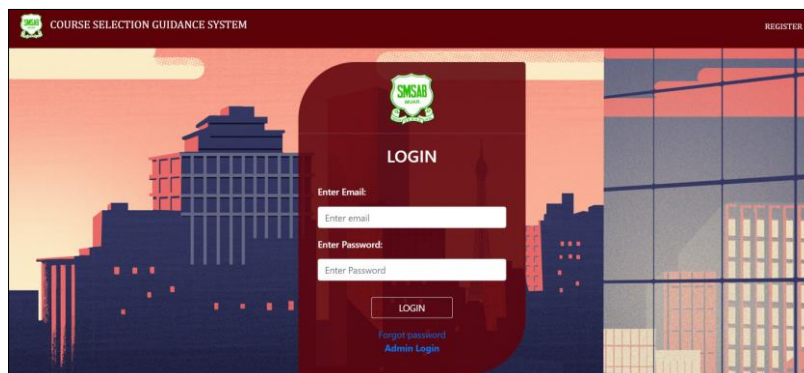 COURSE SELECTION GUIDANCE SYSTEM
REGISTER
SMSAB
LOGIN
Enter Email:
Enter email
Enter Password:
Enter Password
LOGIN
Forgot password
Admin Login